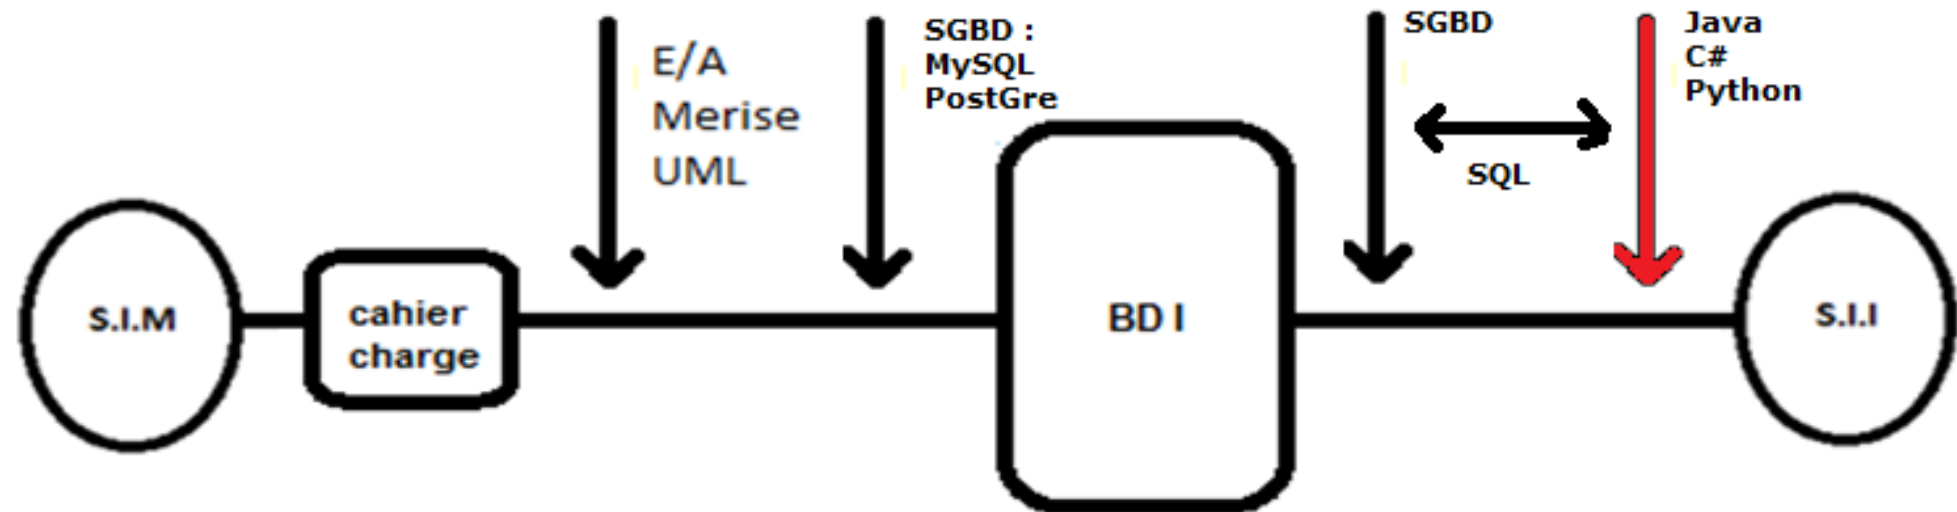 E/A
Merise
UML
SGBD :
MySQL
PostGre
SGBD
SQL
Java
C#
Python
S.I.M
cahier
charge
BD I
S.I.I